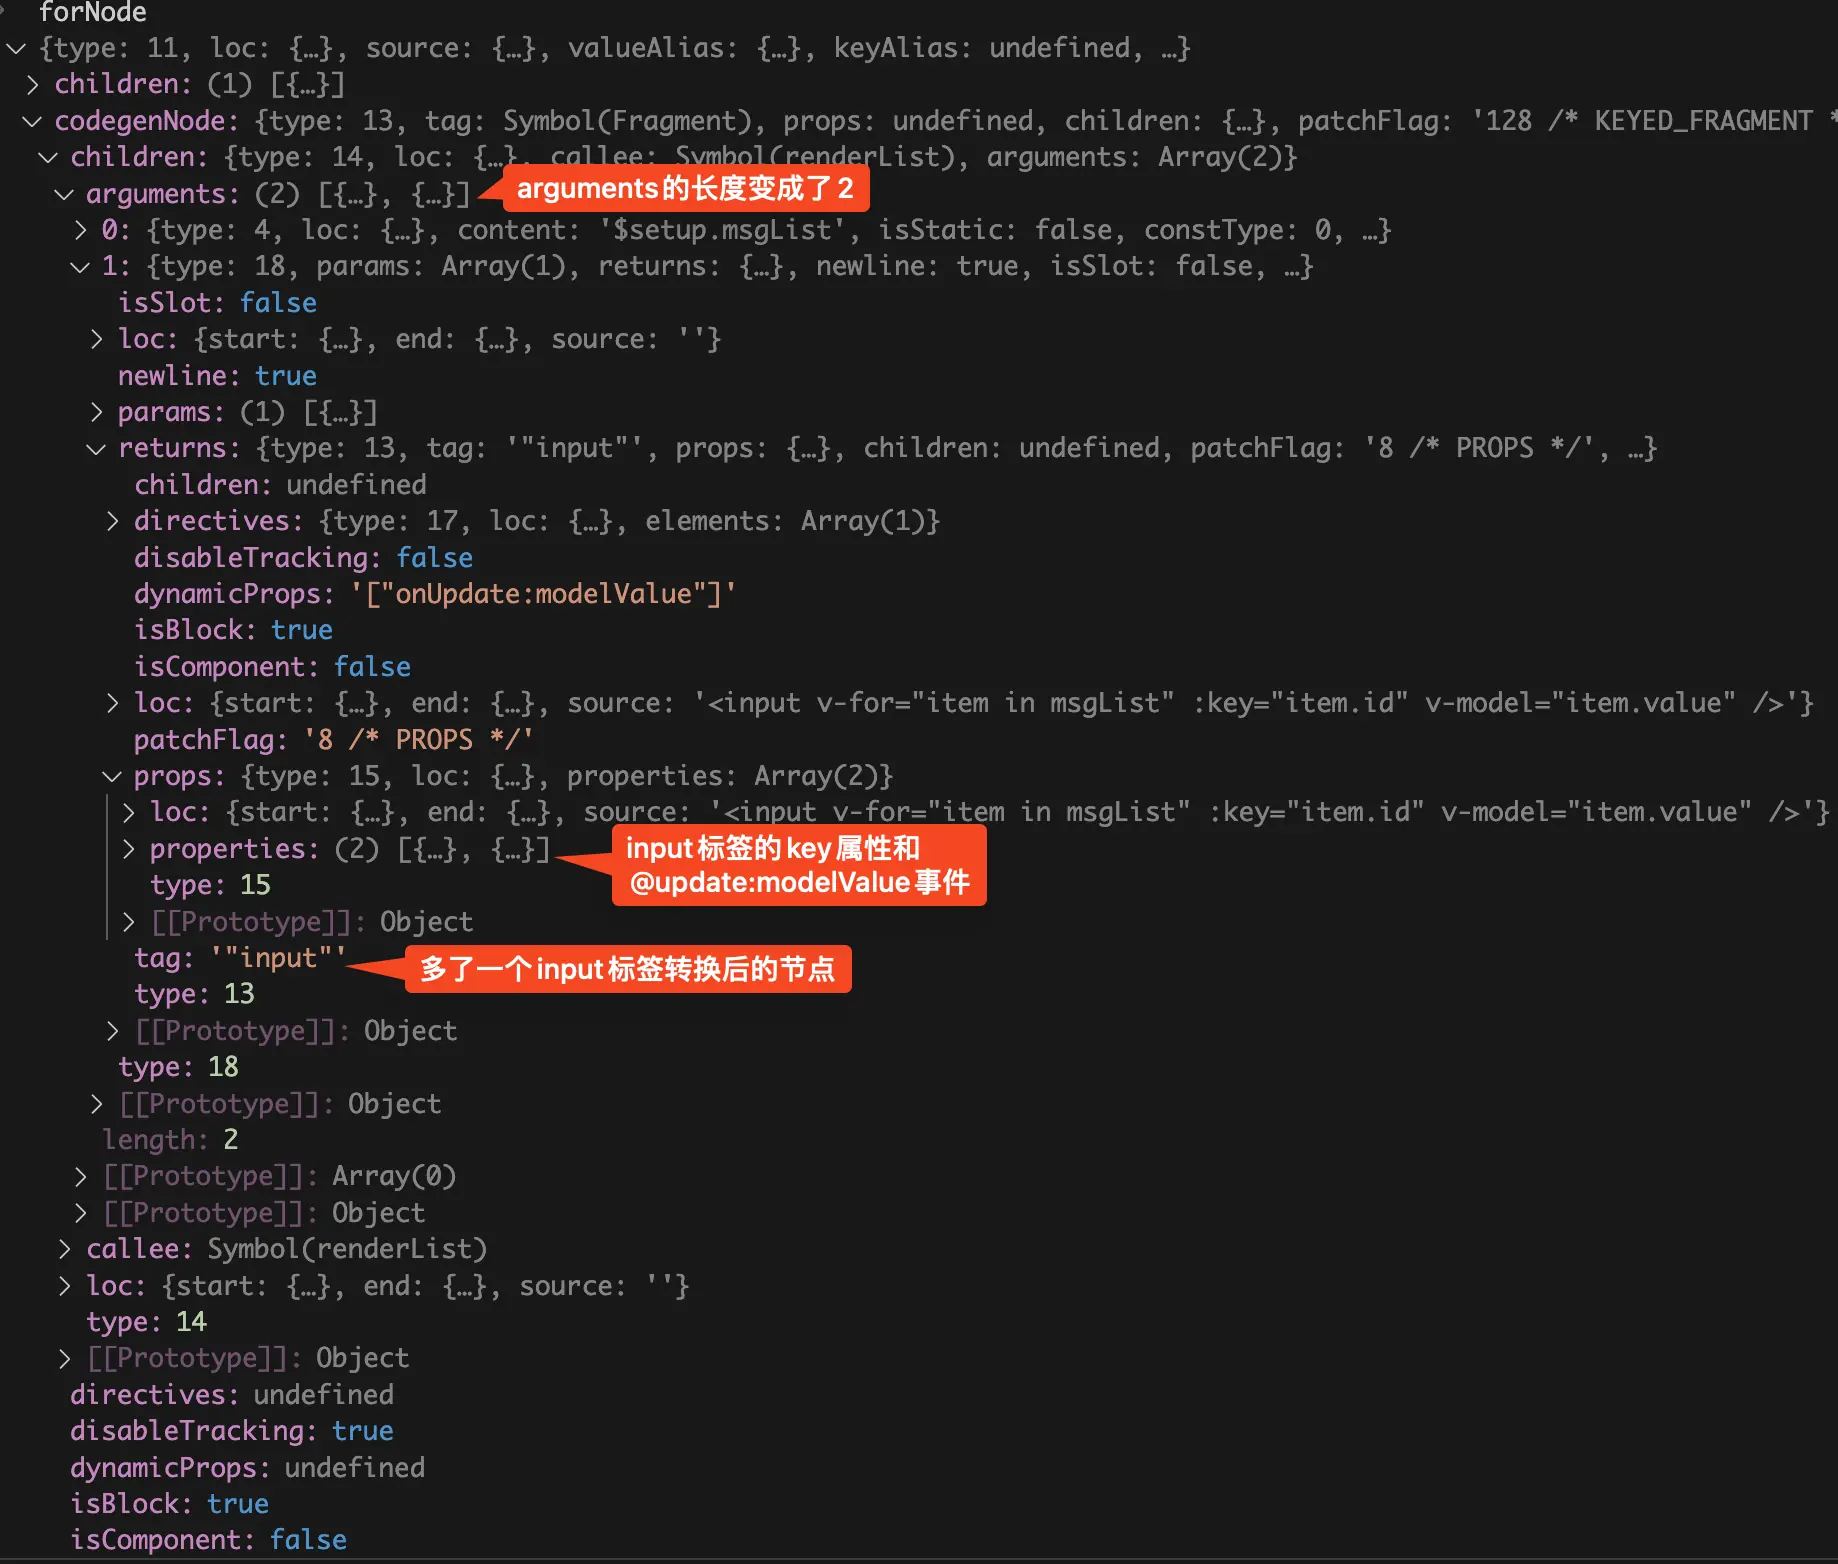 forNode
{type: 11, loc: {…}, source: {…}, valueAlias: {…}, keyAlias: undefined, …}
children: (1) [{…}]
codegenNode: {type: 13, tag: Symbol(Fragment), props: undefined, children: {…}, patchFlag: '128 /* KEYED_FRAGMENT *
children: {type: 14, loc: {…}, callee: Symbol(renderList), arguments: Array(2)}
arguments: (2) [{…}, {…}]
arguments的长度变成了2
0: {type: 4, loc: {…}, content: '$setup.msgList', isStatic: false, constType: 0, …}
1: {type: 18, params: Array(1), returns: {…}, newline: true, isSlot: false, …}
isSlot: false
loc: {start: {…}, end: {…}, source: ''}
newline: true
params: (1) [{…}]
returns: {type: 13, tag: '"input"', props: {…}, children: undefined, patchFlag: '8 /* PROPS */', …}
children: undefined
directives: {type: 17, loc: {…}, elements: Array(1)}
disableTracking: false
dynamicProps: '["onUpdate:modelValue"]'
isBlock: true
isComponent: false
loc: {start: {…}, end: {…}, source: '<input v-for="item in msgList" :key="item.id" v-model="item.value" />'}
patchFlag: '8 /* PROPS */'
props: {type: 15, loc: {…}, properties: Array(2)}
loc: {start: {…}, end: {…}, source: '<input v-for="item in msgList" :key="item.id" v-model="item.value" />'}
properties: (2) [{…}, {…}]
input标签的key属性和
@update:modelValue事件
type: 15
[[Prototype]]: Object
tag: '"input"'
多了一个input标签转换后的节点
type: 13
[[Prototype]]: Object
type: 18
[[Prototype]]: Object
length: 2
[[Prototype]]: Array(0)
[[Prototype]]: Object
callee: Symbol(renderList)
loc: {start: {…}, end: {…}, source: ''}
type: 14
[[Prototype]]: Object
directives: undefined
disableTracking: true
dynamicProps: undefined
isBlock: true
isComponent: false